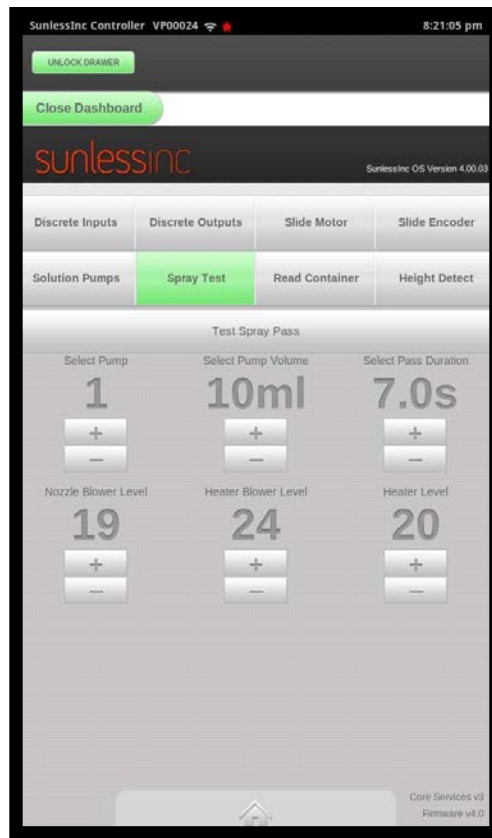 SunlessInc Controller VP00024 8:21:05 pm
UNLOCK DRAWER
Close Dashboard
sunlessinc
SunlessInc OS Version 4.00.03
Discrete Inputs Discrete Outputs Slide Motor Slide Encoder
Solution Pumps Spray Test Read Container Height Detect
Test Spray Pass
Select Pump Select Pump Volume Select Pass Duration
1 10ml 7.0s
+ + +
− − −
Nozzle Blower Level Heater Blower Level Heater Level
19 24 20
+ + +
− − −
Core Services v3
Firmware v4.0